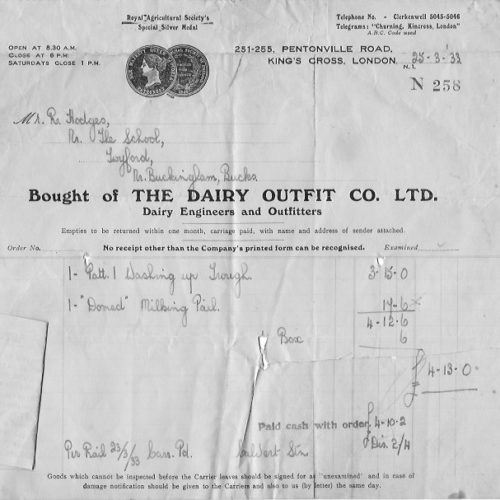 Royal Agricultural Society's
Special Silver Medal
Telephone No. - Clerkenwell 5045-5046
Telegrams: "Churning, Kincross, London"
A.B.C. Code used
OPEN AT 8.30 A.M.
CLOSE AT 6 P.M.
SATURDAYS CLOSE 1 P.M.
251-255, PENTONVILLE ROAD,
KING'S CROSS, LONDON,
N.1.
25-3-33
N 258
Mr. R. Hodges,
Nr. The School,
Twyford,
Nr. Buckingham, Bucks
Bought of THE DAIRY OUTFIT CO. LTD.
Dairy Engineers and Outfitters
Empties to be returned within one month, carriage paid, with name and address of sender attached.
Order No.
No receipt other than the Company's printed form can be recognised.
Examined
1 - Patt. 1 Washing up Trough 3-15-0
1 - "Domed" Milking Pail. 17-6
4-12-6
Box 6
£4-13-0
Paid cash with order £4-10-2
Dis. 2/4
Per Rail 25/3/33 Carr. Pd. Stn
Goods which cannot be inspected before the Carrier leaves should be signed for as "unexamined" and in case of
damage notification should be given to the Carriers and also to us (by letter) the same day.